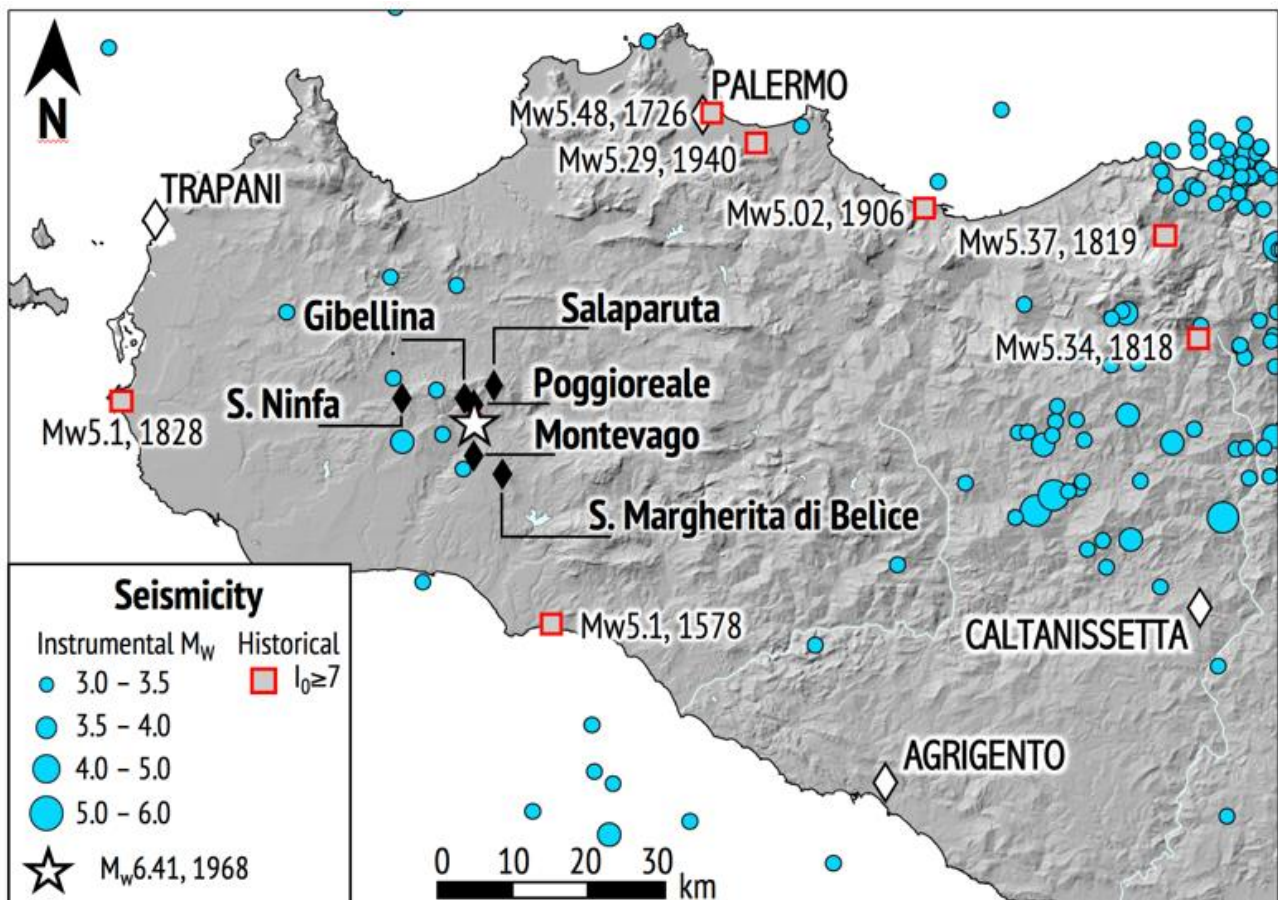 N
PALERMO
Mw5.48, 1726
Mw5.29, 1940
TRAPANI
Mw5.02, 1906
Mw5.37, 1819
Gibellina
Salaparuta
Mw5.34, 1818
S. Ninfa
Poggioreale
Mw5.1, 1828
Montevago
S. Margherita di Belìce
Mw5.1, 1578
CALTANISSETTA
AGRIGENTO
Seismicity
Instrumental Mw Historical
3.0 – 3.5 I₀≥7
3.5 – 4.0
4.0 – 5.0
5.0 – 6.0
Mw6.41, 1968
0 10 20 30
km